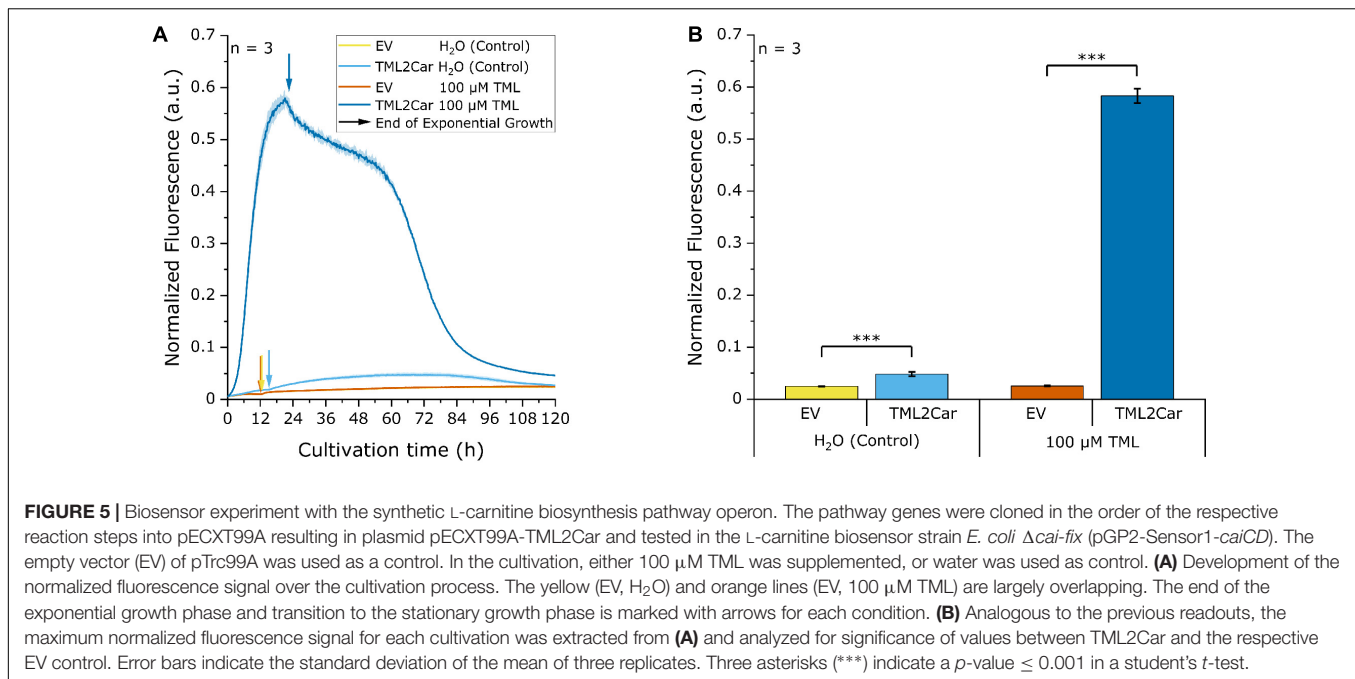 A
n = 3
EV H₂O (Control)
TML2Car H₂O (Control)
EV 100 µM TML
TML2Car 100 µM TML
End of Exponential Growth
Normalized Fluorescence (a.u.)
0.7
0.6
0.5
0.4
0.3
0.2
0.1
0
0 12 24 36 48 60 72 84 96 108 120
Cultivation time (h)
B
n = 3
Normalized Fluorescence (a.u.)
0.7
0.6
0.5
0.4
0.3
0.2
0.1
0
***
***
EV TML2Car EV TML2Car
H₂O (Control) 100 µM TML
FIGURE 5 | Biosensor experiment with the synthetic L-carnitine biosynthesis pathway operon. The pathway genes were cloned in the order of the respective
reaction steps into pECXT99A resulting in plasmid pECXT99A-TML2Car and tested in the L-carnitine biosensor strain E. coli Δcai-fix (pGP2-Sensor1-caiCD). The
empty vector (EV) of pTrc99A was used as a control. In the cultivation, either 100 µM TML was supplemented, or water was used as control. (A) Development of the
normalized fluorescence signal over the cultivation process. The yellow (EV, H₂O) and orange lines (EV, 100 µM TML) are largely overlapping. The end of the
exponential growth phase and transition to the stationary growth phase is marked with arrows for each condition. (B) Analogous to the previous readouts, the
maximum normalized fluorescence signal for each cultivation was extracted from (A) and analyzed for significance of values between TML2Car and the respective
EV control. Error bars indicate the standard deviation of the mean of three replicates. Three asterisks (***) indicate a p-value ≤ 0.001 in a student's t-test.